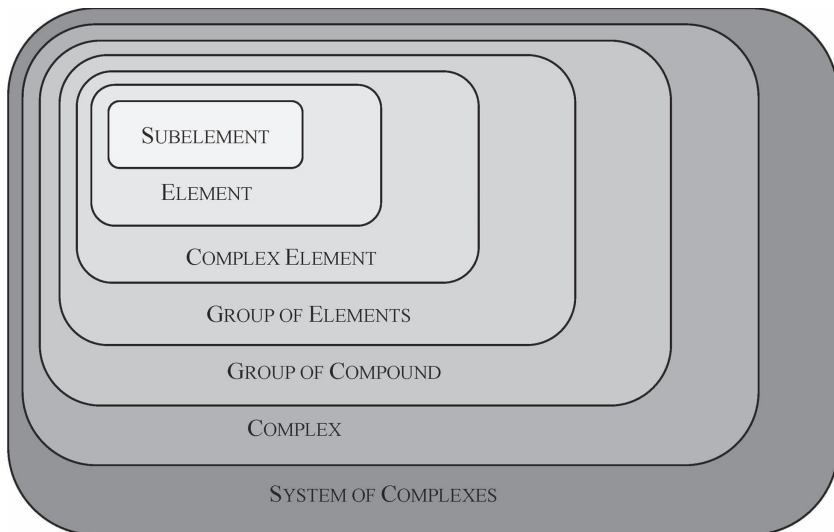 SUBELEMENT
ELEMENT
COMPLEX ELEMENT
GROUP OF ELEMENTS
GROUP OF COMPOUND
COMPLEX
SYSTEM OF COMPLEXES